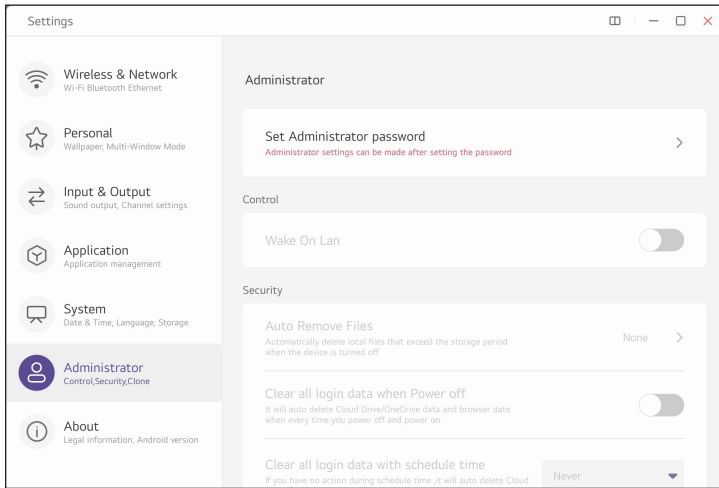 Settings
Wireless & Network
Wi-Fi Bluetooth Ethernet
Personal
Wallpaper, Multi-Window Mode
Input & Output
Sound output, Channel settings
Application
Application management
System
Date & Time, Language, Storage
Administrator
Control,Security,Clone
About
Legal information, Android version
Administrator
Set Administrator password
Administrator settings can be made after setting the password
Control
Wake On Lan
Security
Auto Remove Files
Automatically delete local files that exceed the storage period
when the device is turned off
None
Clear all login data when Power off
It will auto delete Cloud Drive/OneDrive data and browser date
when every time you power off and power on
Clear all login data with schedule time
If you have no action during schedule time ,it will auto delete Cloud
Never